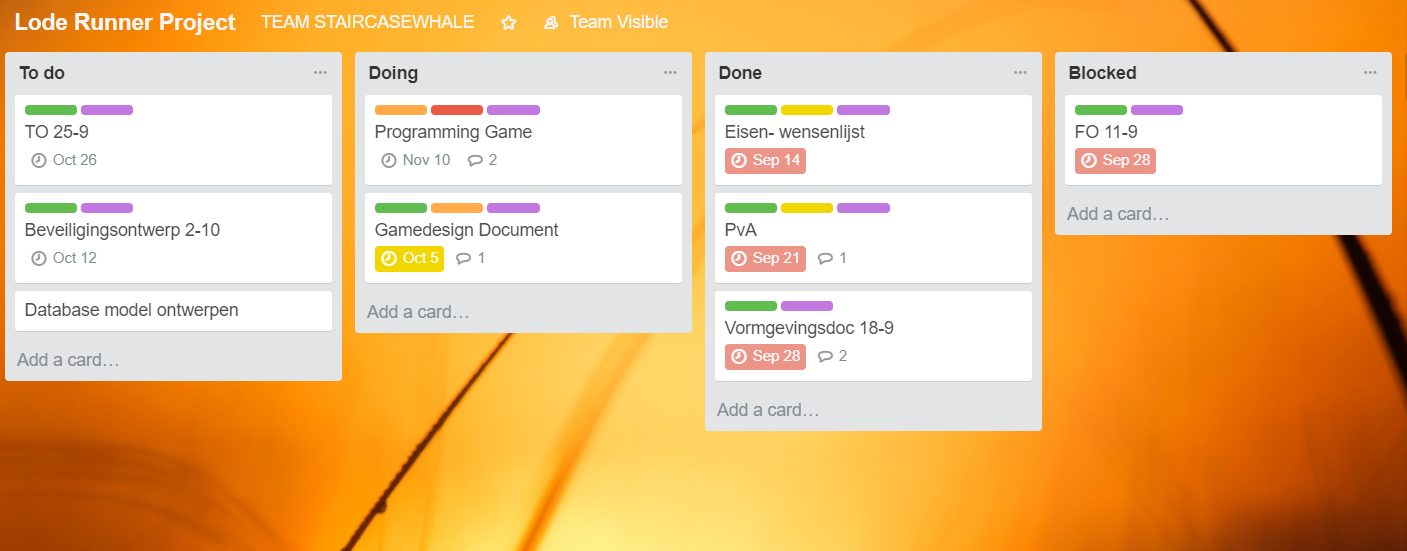 Lode Runner Project TEAM STAIRCASEWHALE Team Visible
To do
TO 25-9
Oct 26
Beveiligingsontwerp 2-10
Oct 12
Database model ontwerpen
Add a card…
Doing
Programming Game
Nov 10 2
Gamedesign Document
Oct 5 1
Add a card…
Done
Eisen- wensenlijst
Sep 14
PvA
Sep 21 1
Vormgevingsdoc 18-9
Sep 28 2
Add a card…
Blocked
FO 11-9
Sep 28
Add a card…